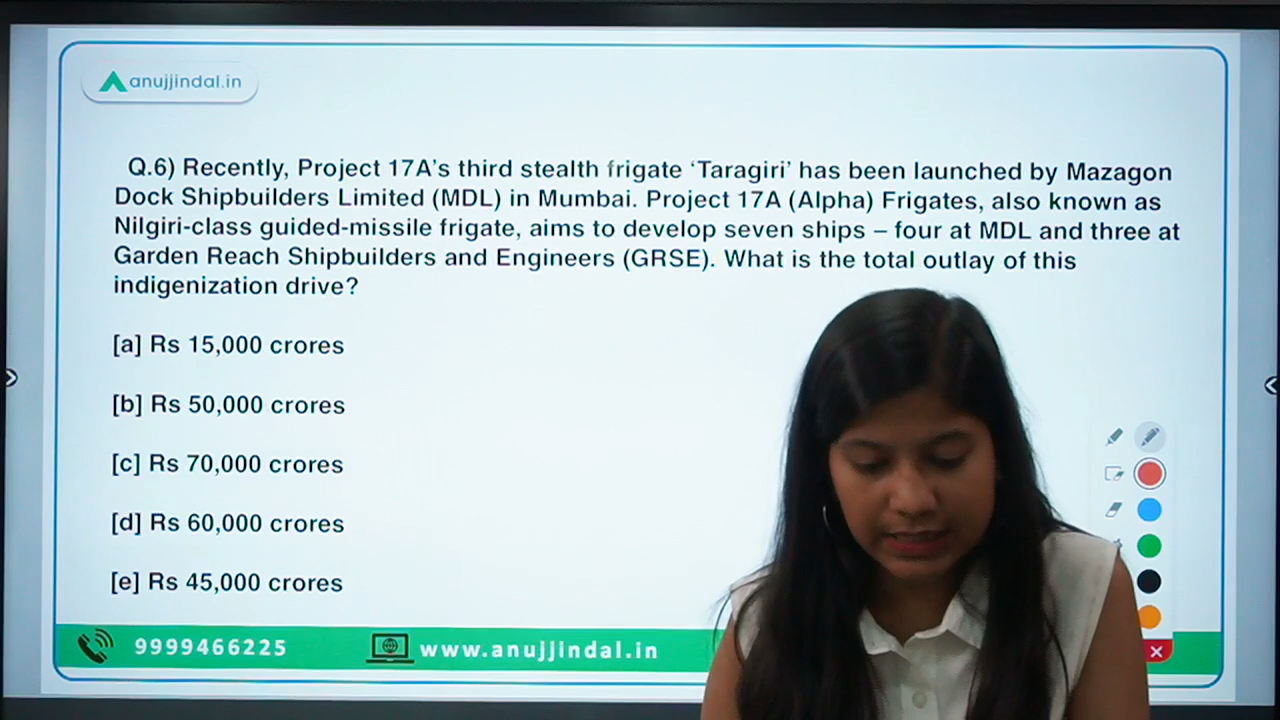 anujjindal.in
Q.6) Recently, Project 17A's third stealth frigate ‘Taragiri’ has been launched by Mazagon
Dock Shipbuilders Limited (MDL) in Mumbai. Project 17A (Alpha) Frigates, also known as
Nilgiri-class guided-missile frigate, aims to develop seven ships – four at MDL and three at
Garden Reach Shipbuilders and Engineers (GRSE). What is the total outlay of this
indigenization drive?
[a] Rs 15,000 crores
[b] Rs 50,000 crores
[c] Rs 70,000 crores
[d] Rs 60,000 crores
[e] Rs 45,000 crores
9999466225 www.anujjindal.in